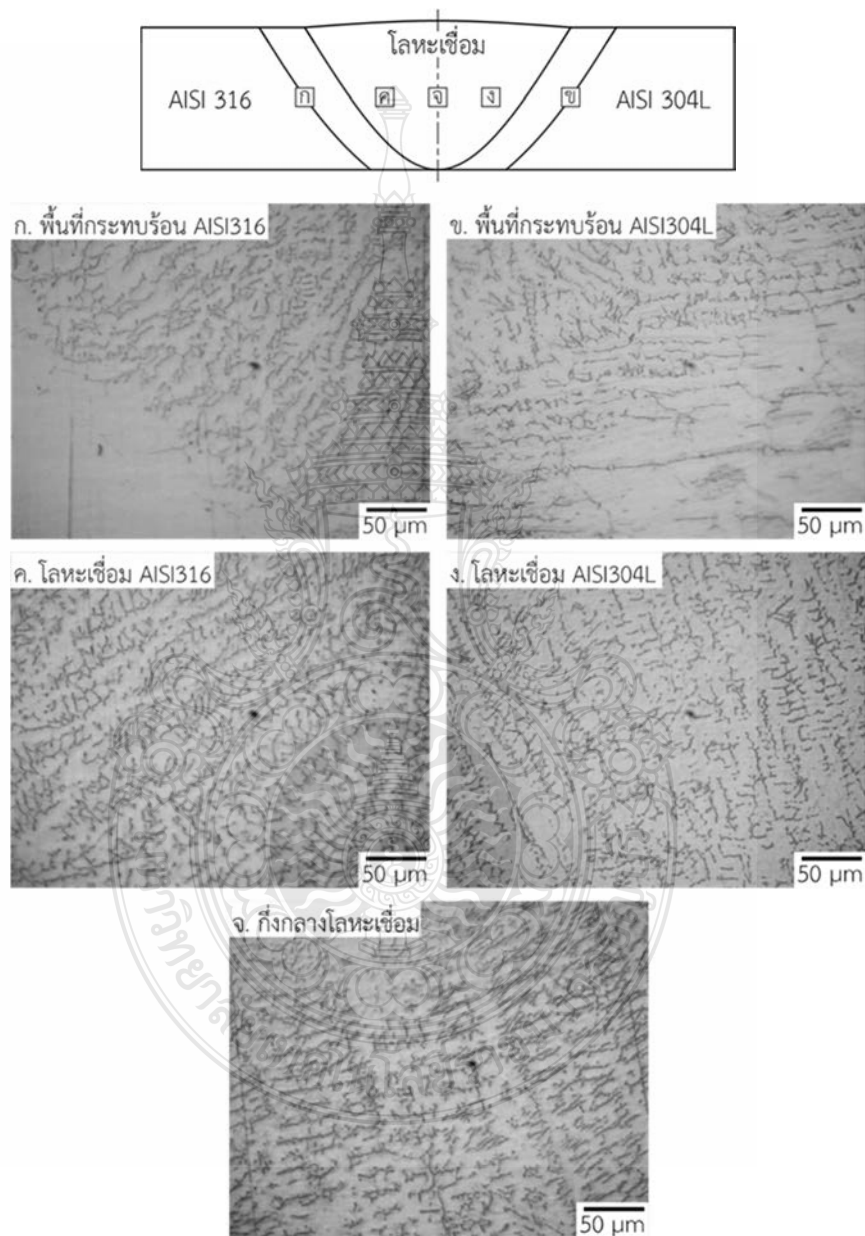 โลหะเชื่อม
AISI 316 ก ค จ ง ข AISI 304L
ก. พื้นที่กระทบร้อน AISI316
ข. พื้นที่กระทบร้อน AISI304L
50 µm
50 µm
ค. โลหะเชื่อม AISI316
ง. โลหะเชื่อม AISI304L
50 µm
50 µm
จ. กึ่งกลางโลหะเชื่อม
50 µm